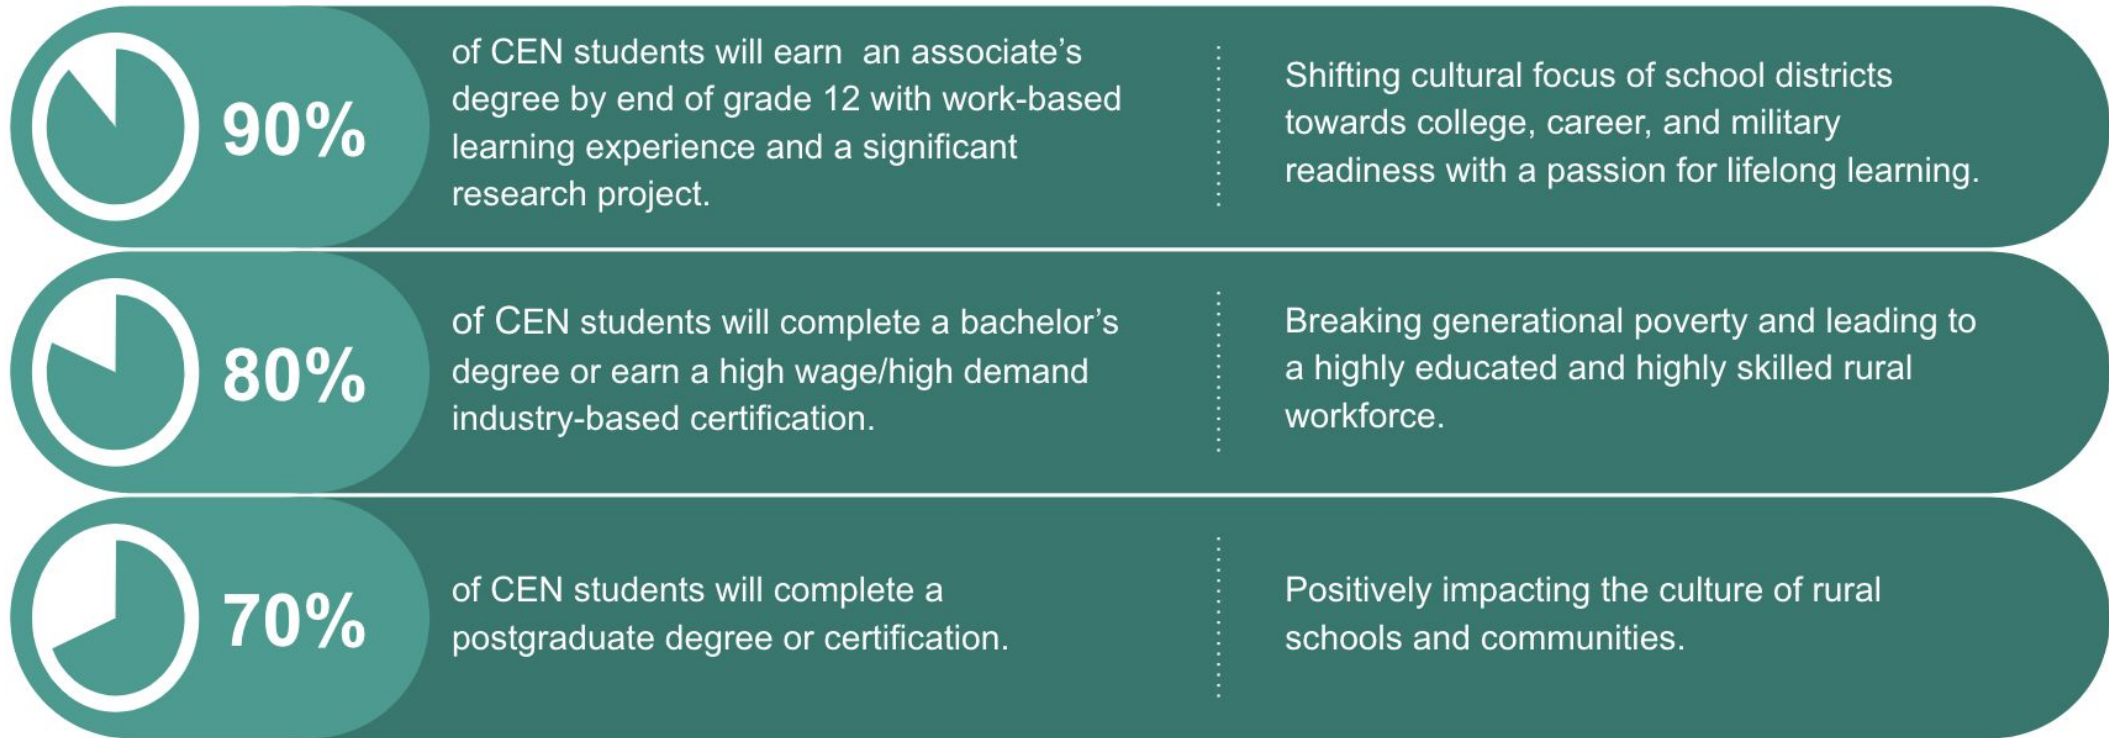 90%
of CEN students will earn  an associate’s
degree by end of grade 12 with work-based
learning experience and a significant
research project.
Shifting cultural focus of school districts
towards college, career, and military
readiness with a passion for lifelong learning.
80%
of CEN students will complete a bachelor’s
degree or earn a high wage/high demand
industry-based certification.
Breaking generational poverty and leading to
a highly educated and highly skilled rural
workforce.
70%
of CEN students will complete a
postgraduate degree or certification.
Positively impacting the culture of rural
schools and communities.